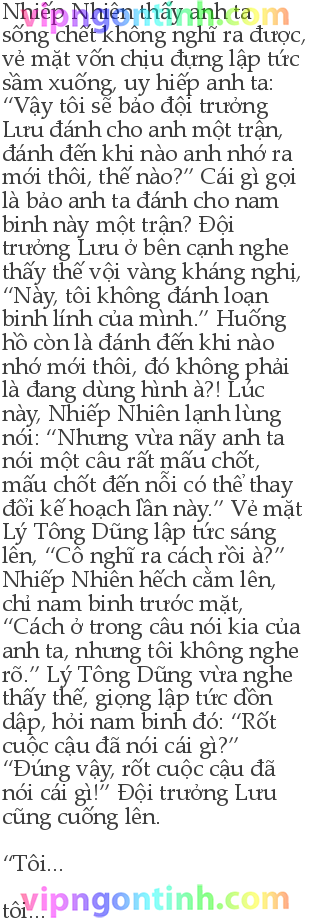 vipngontinh.com
Nhiếp Nhiên thấy anh ta
sống chết không nghĩ ra được,
vẻ mặt vốn chịu đựng lập tức
sầm xuống, uy hiếp anh ta:
“Vậy tôi sẽ bảo đội trưởng
Lưu đánh cho anh một trận,
đánh đến khi nào anh nhớ ra
mới thôi, thế nào?” Cái gì gọi
là bảo anh ta đánh cho nam
binh này một trận? Đội
trưởng Lưu ở bên cạnh nghe
thấy thế vội vàng kháng nghị,
“Này, tôi không đánh loạn
binh lính của mình.” Huống
hồ còn là đánh đến khi nào
nhớ mới thôi, đó không phải
là đang dùng hình à?! Lúc
này, Nhiếp Nhiên lạnh lùng
nói: “Nhưng vừa nãy anh ta
nói một câu rất mấu chốt,
mấu chốt đến nỗi có thể thay
đổi kế hoạch lần này.” Vẻ mặt
Lý Tông Dũng lập tức sáng
lên, “Cô nghĩ ra cách rồi à?”
Nhiếp Nhiên hếch cằm lên,
chỉ nam binh trước mặt,
“Cách ở trong câu nói kia của
anh ta, nhưng tôi không nghe
rõ.” Lý Tông Dũng vừa nghe
thấy thế, giọng lập tức dồn
dập, hỏi nam binh đó: “Rốt
cuộc cậu đã nói cái gì?”
“Đúng vậy, rốt cuộc cậu đã
nói cái gì!” Đội trưởng Lưu
cũng cuống lên.
“Tôi...
tôi...
vipngontinh.com